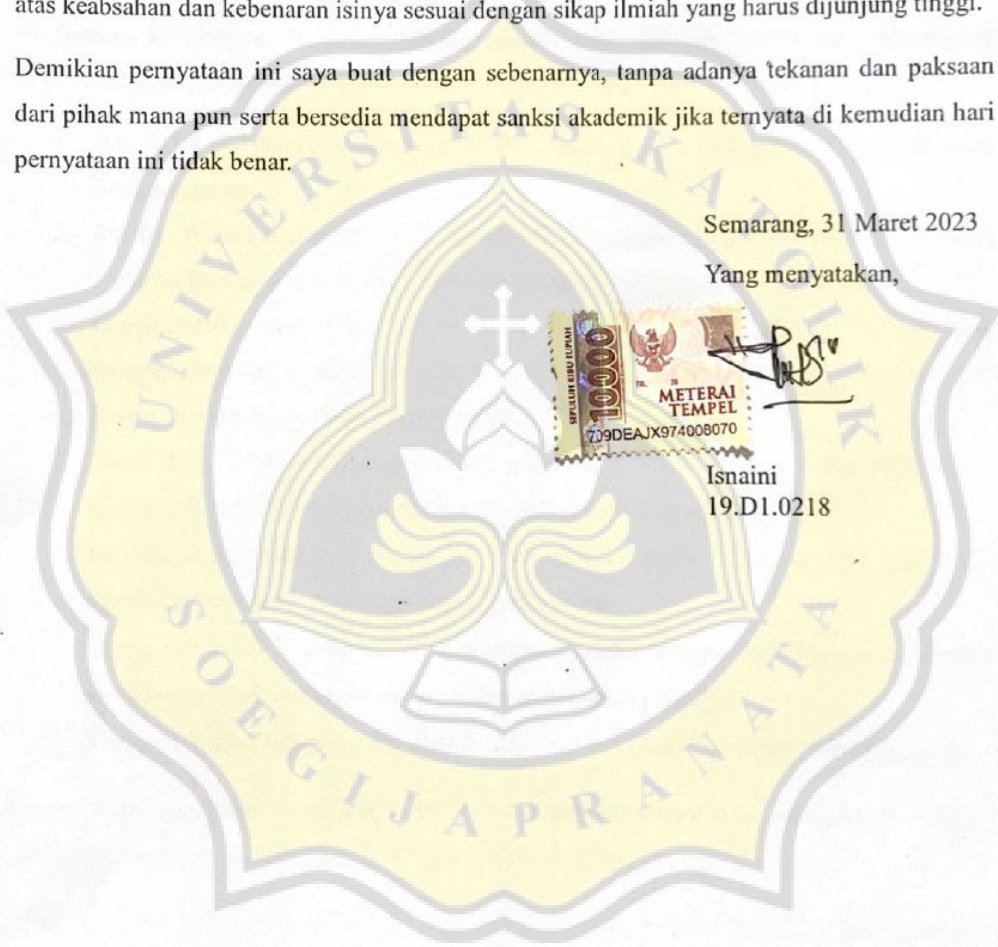 atas keabsahan dan kebenaran isinya sesuai dengan sikap ilmiah yang harus dijunjung tinggi.
Demikian pernyataan ini saya buat dengan sebenarnya, tanpa adanya tekanan dan paksaan
dari pihak mana pun serta bersedia mendapat sanksi akademik jika ternyata di kemudian hari
pernyataan ini tidak benar.
Semarang, 31 Maret 2023
Yang menyatakan,
SEPULUH RIBU RUPIAH
10000
METERAI
TEMPEL
709DEAJX974008070
Isnaini
19.D1.0218
UNIVERSITAS KATOLIK
SOEGIJAPRANATA